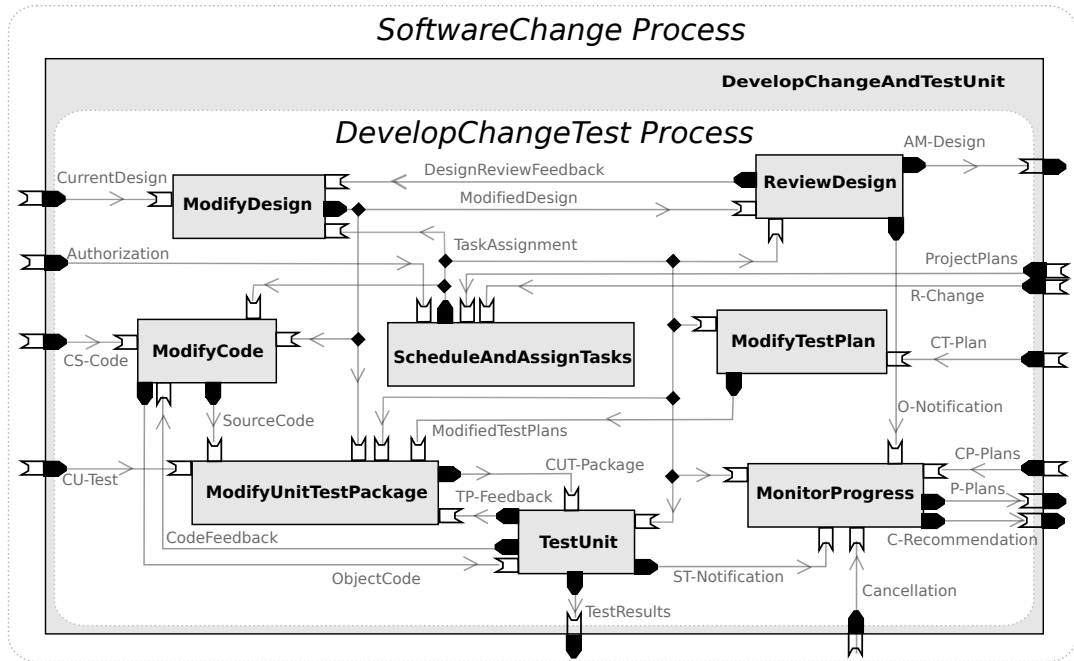 SoftwareChange Process
DevelopChangeAndTestUnit
DevelopChangeTest Process
AM-Design
CurrentDesign
DesignReviewFeedback
ReviewDesign
ModifyDesign
ModifiedDesign
TaskAssignment
Authorization
ProjectPlans
R-Change
ModifyCode
ScheduleAndAssignTasks
ModifyTestPlan
CT-Plan
CS-Code
O-Notification
SourceCode
ModifiedTestPlans
CP-Plans
CUT-Package
CU-Test
ModifyUnitTestPackage
MonitorProgress
P-Plans
TP-Feedback
CodeFeedback
TestUnit
C-Recommendation
ObjectCode
ST-Notification
Cancellation
TestResults